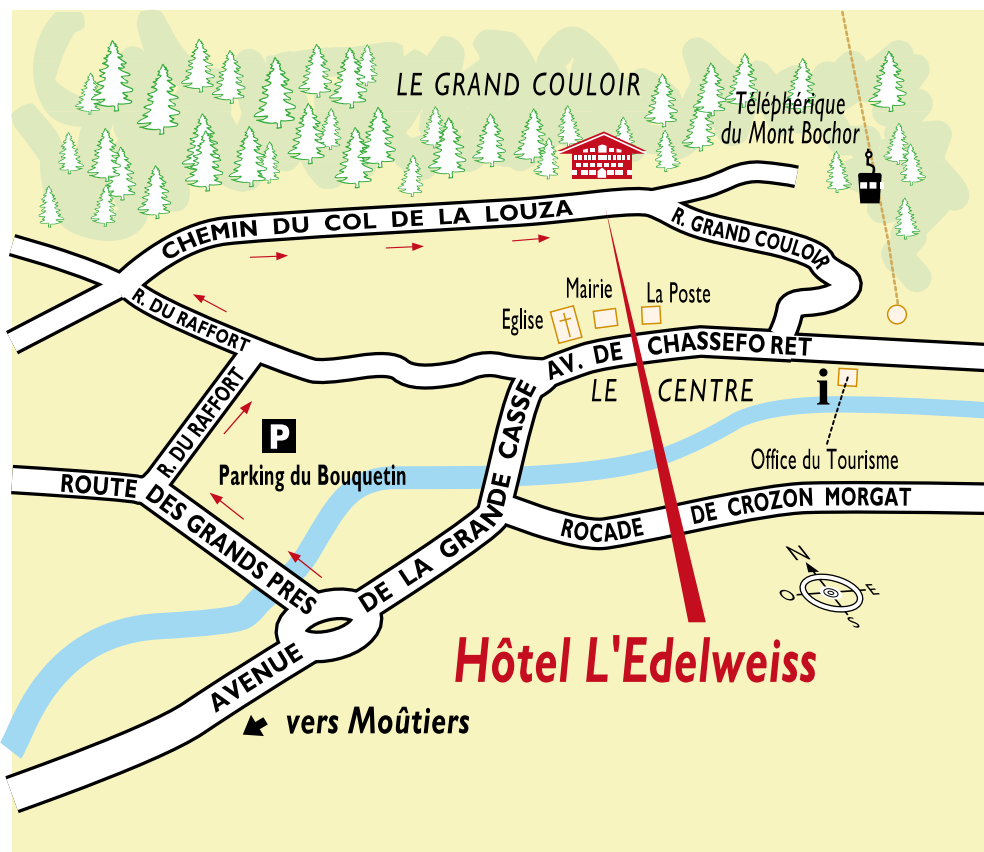 LE GRAND COULOIR
Téléphérique
du Mont Bochor
CHEMIN DU COL DE LA LOUZA
R. GRAND COULOIR
R. DU RAFFORT
Mairie
La Poste
Eglise
AV. DE CHASSEFORET
LE CENTRE
i
R. DU RAFFORT
P
Parking du Bouquetin
Office du Tourisme
ROUTE DES GRANDS PRES
ROCADE DE CROZON MORGAT
AVENUE DE LA GRANDE CASSE
N
E
O
S
Hôtel L'Edelweiss
vers Moûtiers